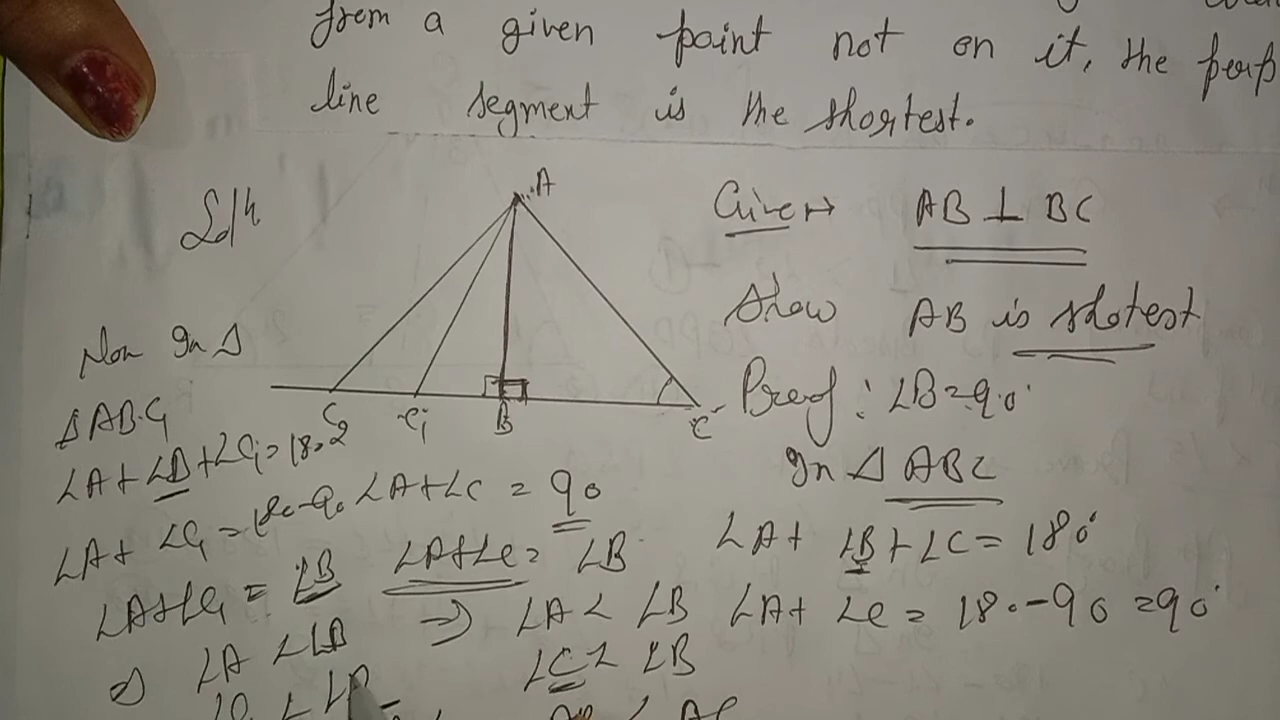 from a given point not on it, the perp
line segment is the shortest.
Sol^n
A
C2 C1 B C
Given AB ⊥ BC
Show AB is shotest
Proof : ∠B = 90°
In Δ ABC
∠A + ∠B + ∠C = 180°
∠A + ∠C = 180 - 90 = 90°
∠A + ∠C = 90
∠A + ∠C = ∠B
⇒ ∠A < ∠B
∠C < ∠B
Now In Δ
Δ ABC1
∠A + ∠B + ∠C1 = 180
∠A + ∠C1 = 180 - 90
∠A + ∠C1 = ∠B
⇒ ∠A < ∠B